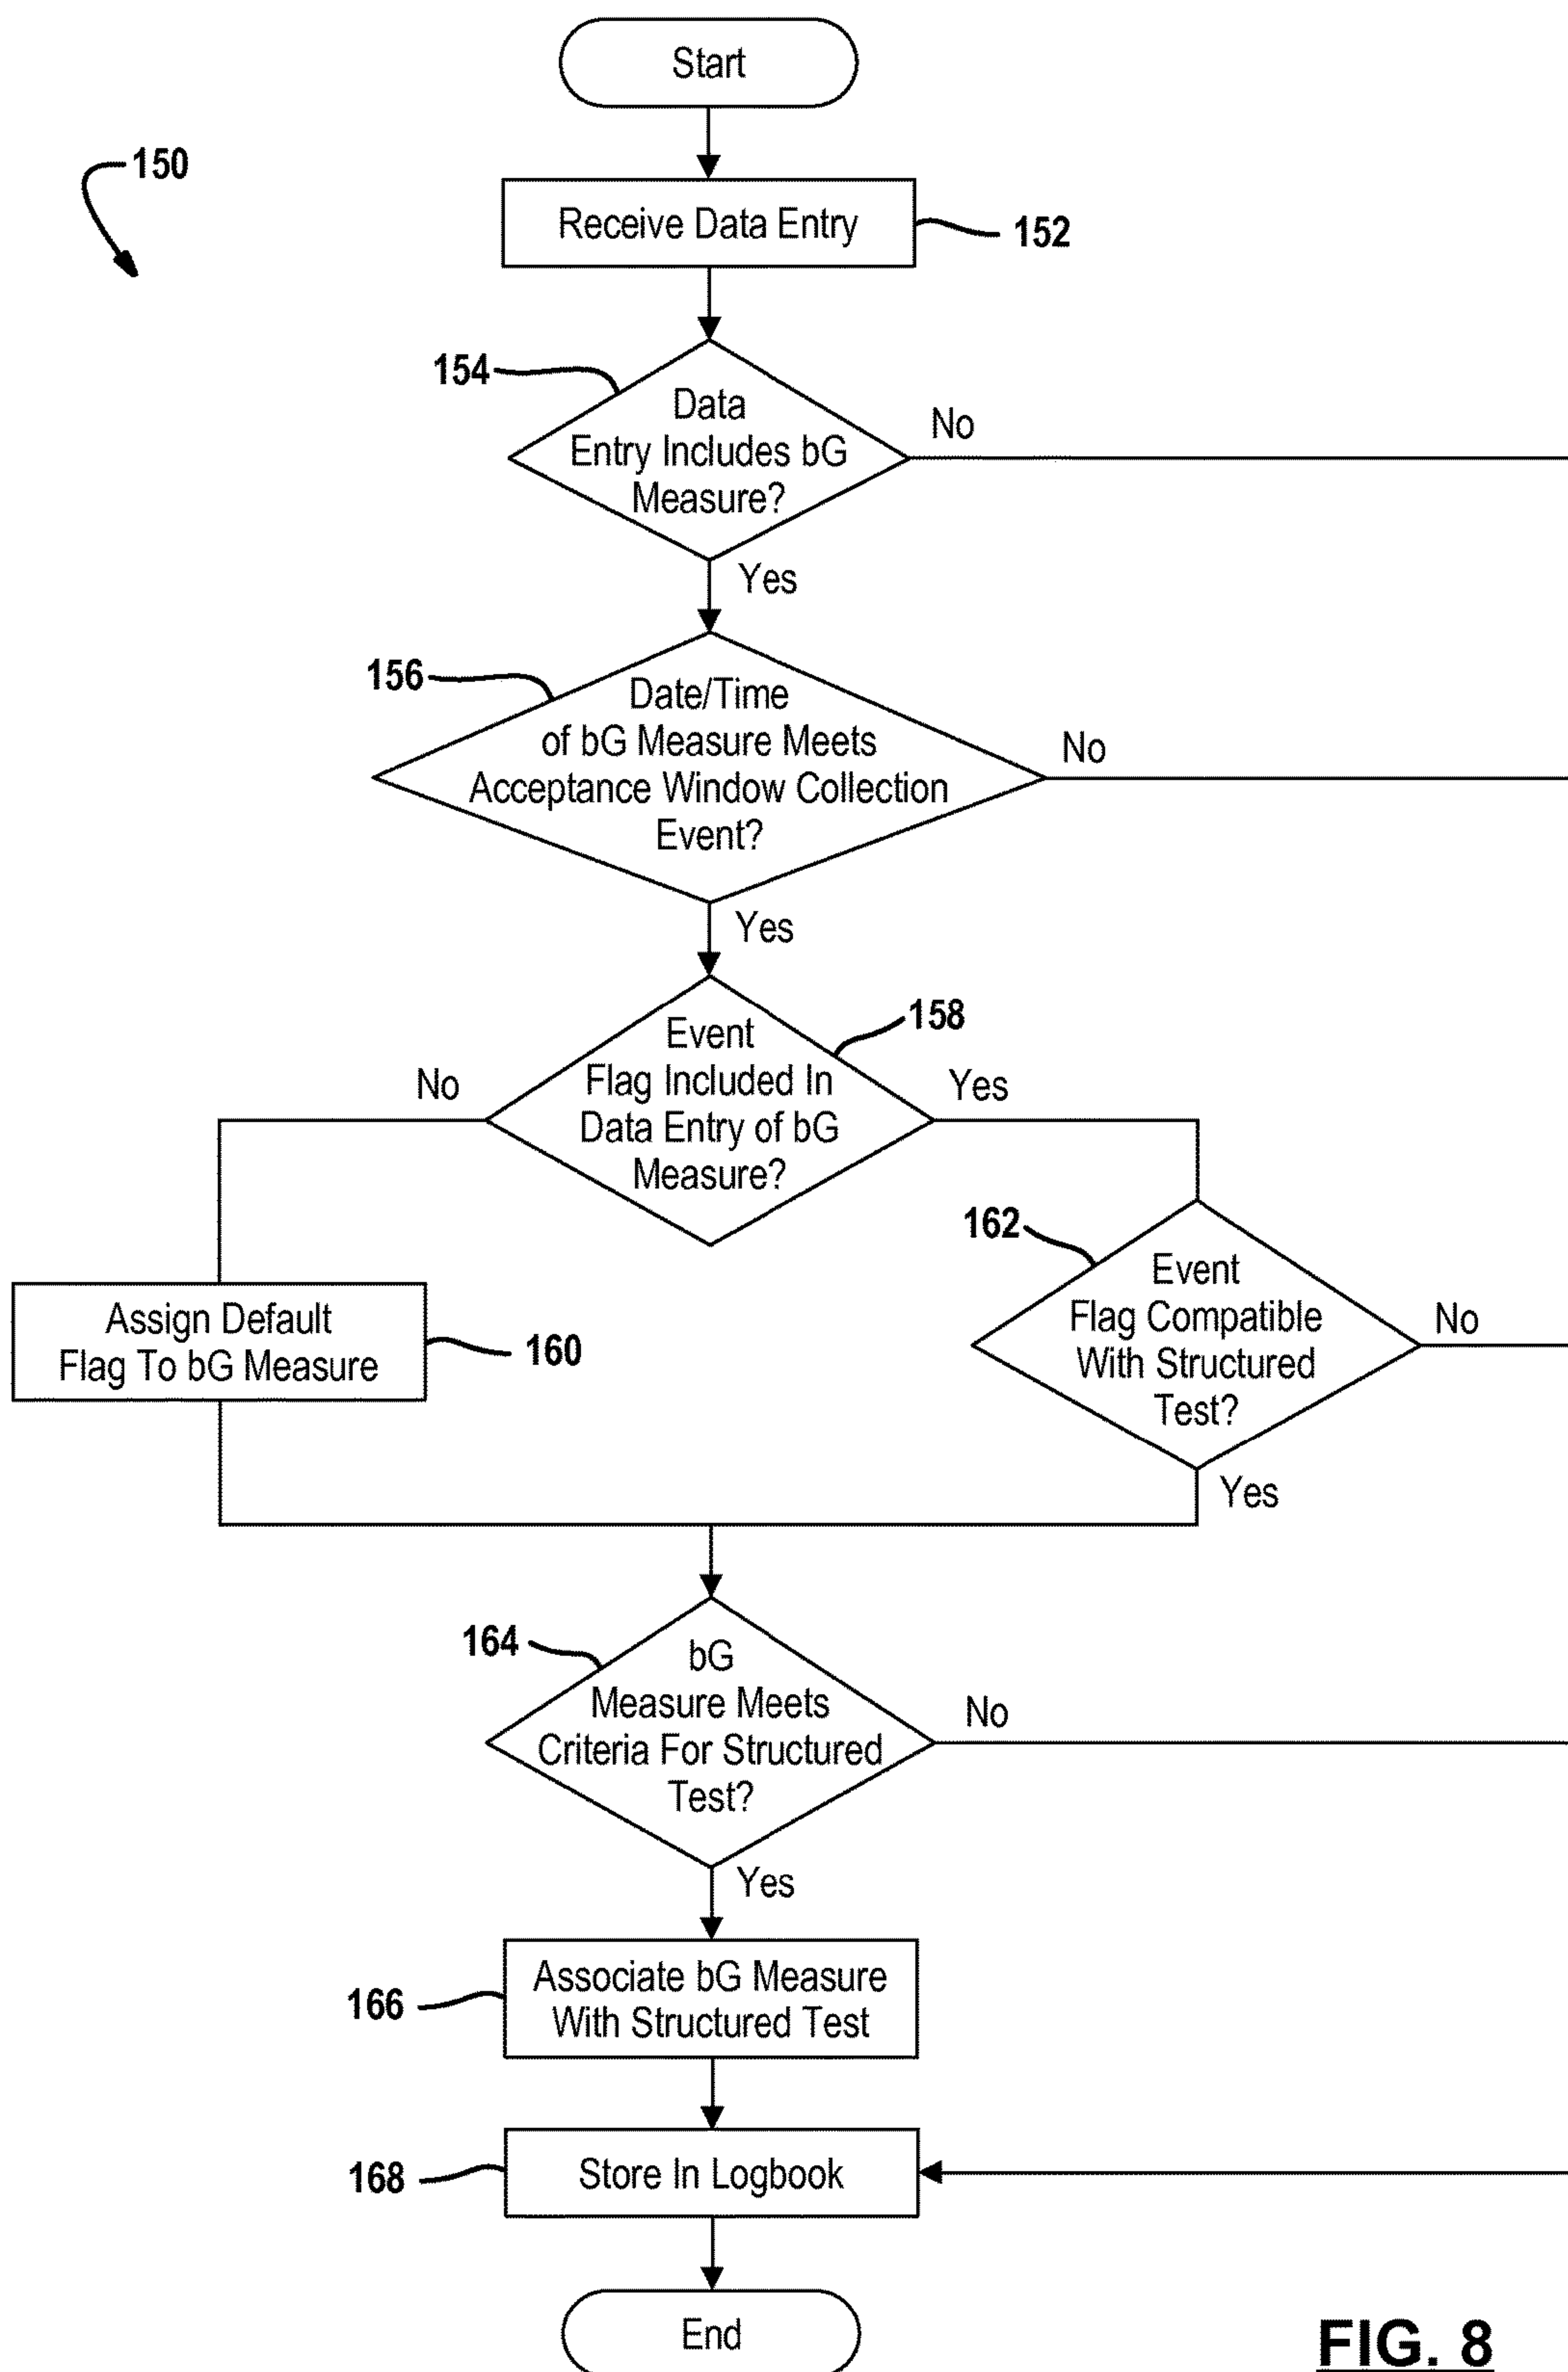 Start
150
Receive Data Entry
152
154
Data
Entry Includes bG
Measure?
No
Yes
156
Date/Time
of bG Measure Meets
Acceptance Window Collection
Event?
No
Yes
158
Event
Flag Included In
Data Entry of bG
Measure?
No
Yes
162
Event
Flag Compatible
With Structured
Test?
No
Yes
Assign Default
Flag To bG Measure
160
164
bG
Measure Meets
Criteria For Structured
Test?
No
Yes
166
Associate bG Measure
With Structured Test
168
Store In Logbook
End
FIG. 8